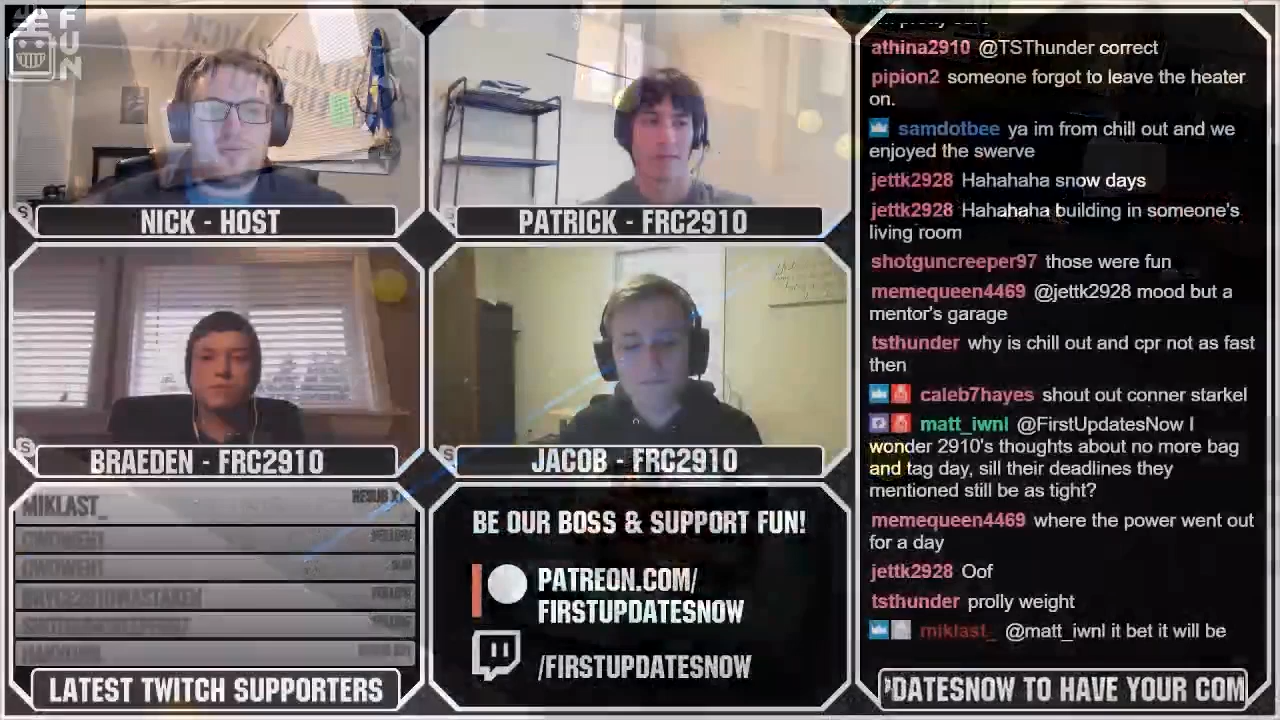 FUN
NICK - HOST
PATRICK - FRC2910
BRAEDEN - FRC2910
JACOB - FRC2910
MIKLAST_
LATEST TWITCH SUPPORTERS
BE OUR BOSS & SUPPORT FUN!
PATREON.COM/
FIRSTUPDATESNOW
/FIRSTUPDATESNOW
athina2910 @TSThunder correct
pipion2 someone forgot to leave the heater
on.
samdotbee ya im from chill out and we
enjoyed the swerve
jettk2928 Hahahaha snow days
jettk2928 Hahahaha building in someone's
living room
shotguncreeper97 those were fun
memequeen4469 @jettk2928 mood but a
mentor's garage
tsthunder why is chill out and cpr not as fast
then
caleb7hayes shout out conner starkel
matt_iwnl @FirstUpdatesNow I
wonder 2910's thoughts about no more bag
and tag day, sill their deadlines they
mentioned still be as tight?
memequeen4469 where the power went out
for a day
jettk2928 Oof
tsthunder prolly weight
miklast_ @matt_iwnl it bet it will be
'DATESNOW TO HAVE YOUR COM